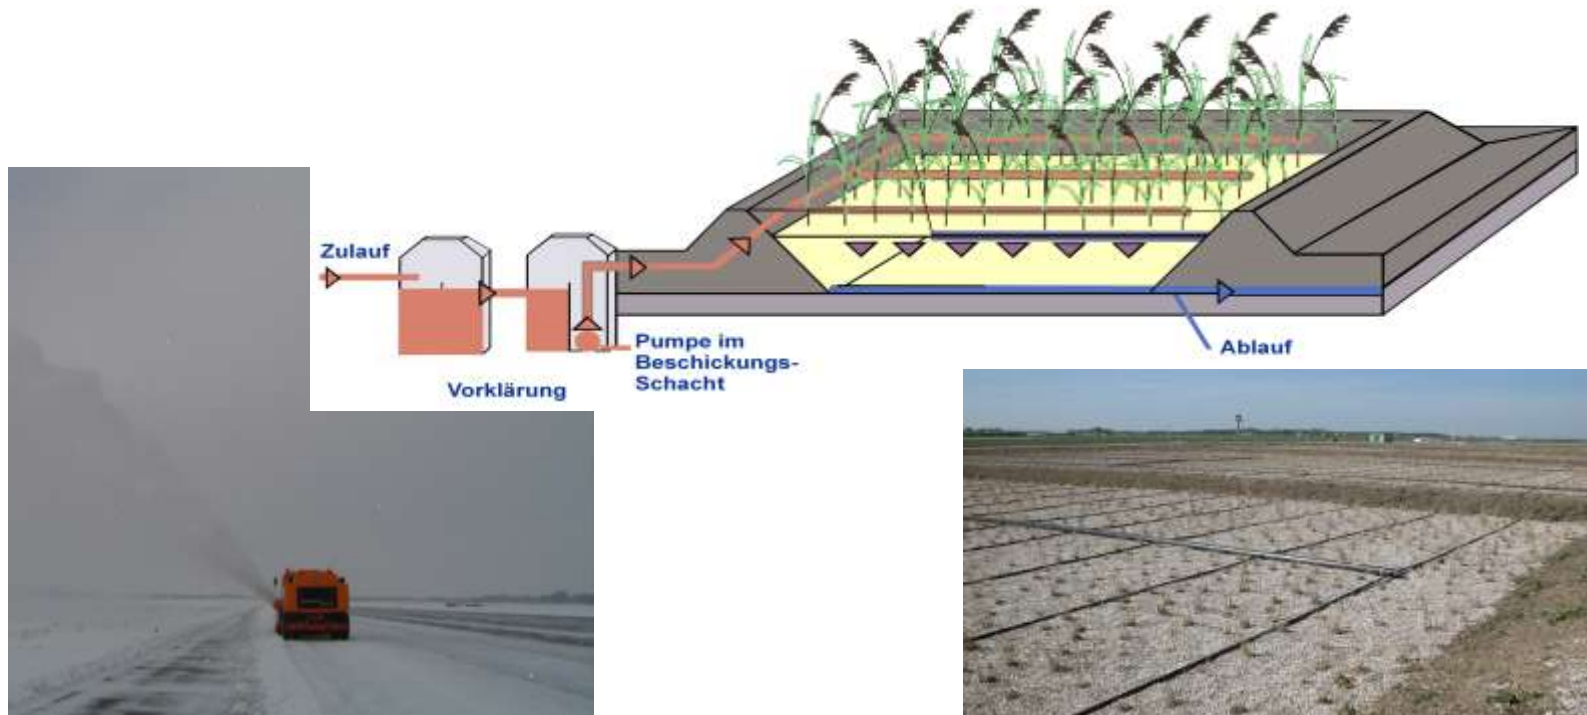 Zulauf
Pumpe im
Beschickungs-
Schacht
Vorklärung
Ablauf